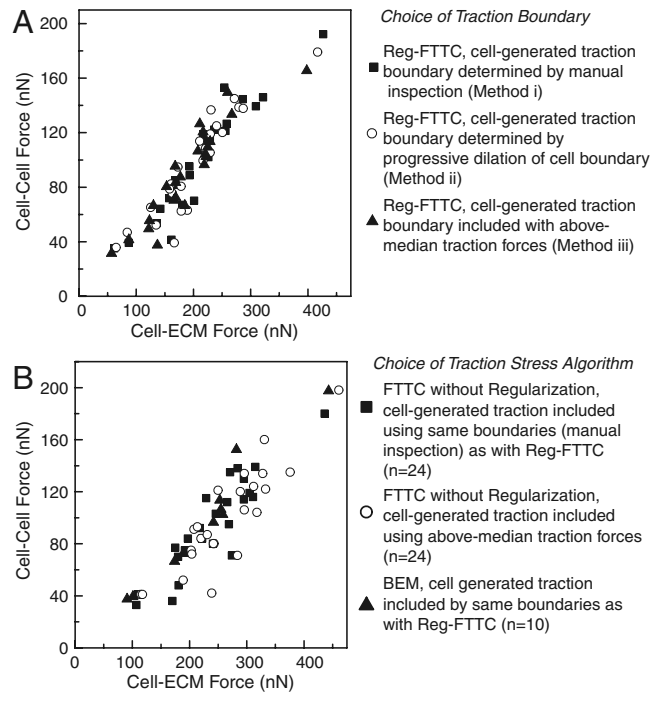 A
Cell-Cell Force (nN)
200
160
120
80
40
0
0 100 200 300 400
Cell-ECM Force (nN)
Choice of Traction Boundary
Reg-FTTC, cell-generated traction
boundary determined by manual
inspection (Method i)
Reg-FTTC, cell-generated traction
boundary determined by
progressive dilation of cell boundary
(Method ii)
Reg-FTTC, cell-generated traction
boundary included with above-
median traction forces (Method iii)
B
Cell-Cell Force (nN)
200
160
120
80
40
0
0 100 200 300 400
Cell-ECM Force (nN)
Choice of Traction Stress Algorithm
FTTC without Regularization,
cell-generated traction included
using same boundaries (manual
inspection) as with Reg-FTTC
(n=24)
FTTC without Regularization,
cell-generated traction included
using above-median traction forces
(n=24)
BEM, cell generated traction
included by same boundaries as
with Reg-FTTC (n=10)